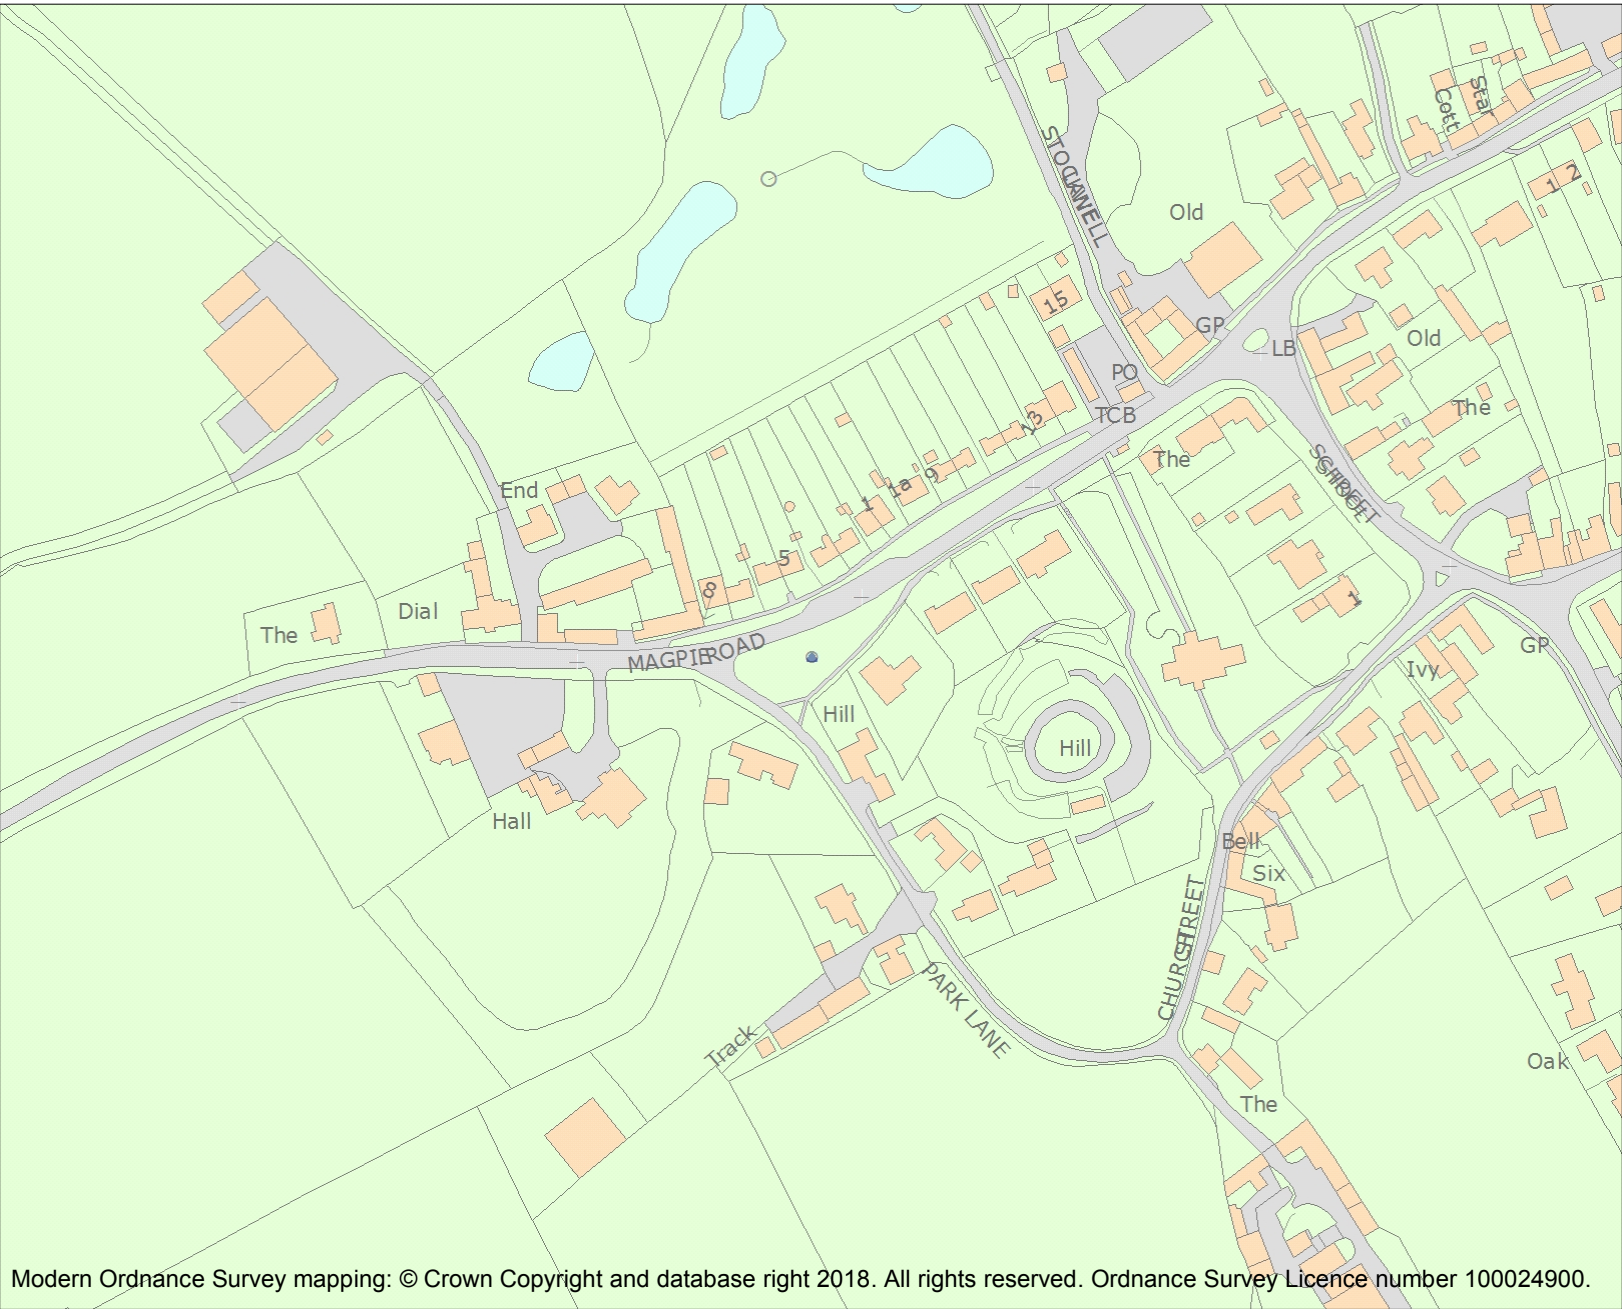 Star
Cott
STOCKWELL
LANE
1 2
Old
15
GP
LB
Old
PO
TCB
The
13
The
9
1a
1
End
SCHOOL
STREET
5
8
1
Dial
The
MAGPIE ROAD
GP
Ivy
Hill
Hill
Hall
Bell
Six
CHURCH STREET
PARK LANE
Track
Oak
The
Modern Ordnance Survey mapping: © Crown Copyright and database right 2018. All rights reserved. Ordnance Survey Licence number 100024900.